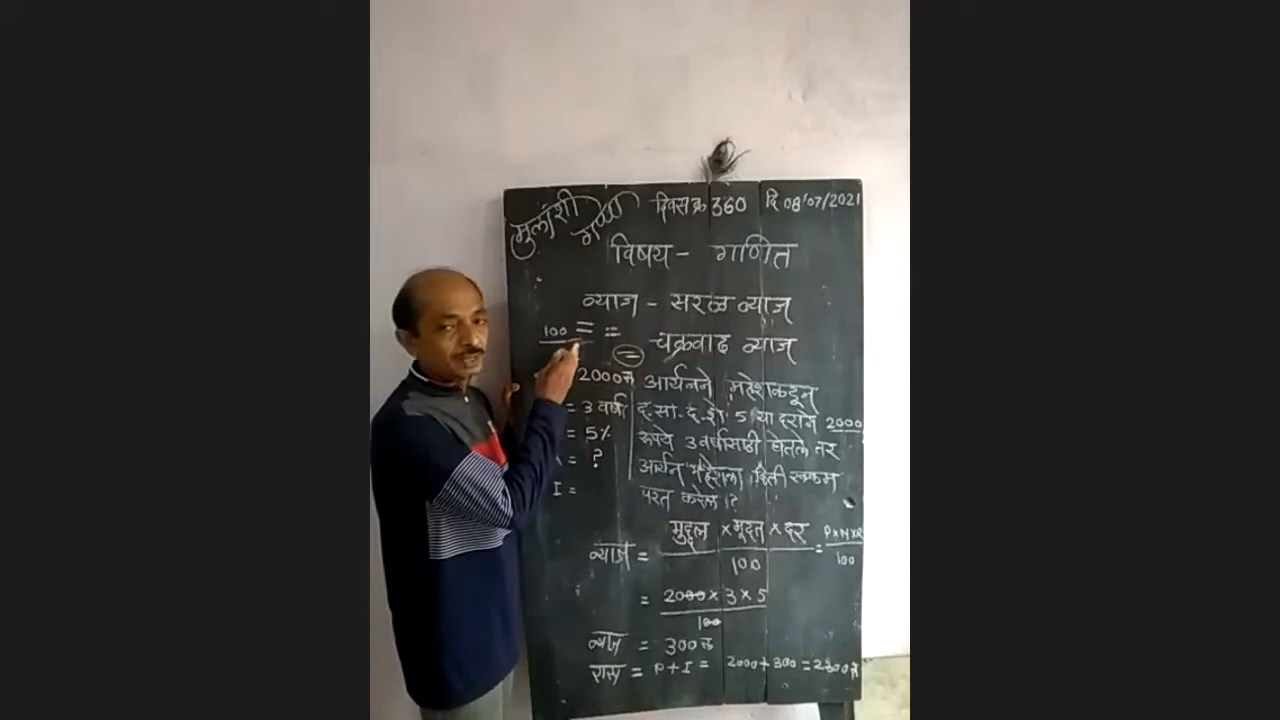 मुलांशी गप्पा दिवस क्र 360 दि 08/07/2021
विषय - गणित
व्याज - सरळ व्याज
100 = =
= चक्रवाढ व्याज
2000रु आर्यनने महेशकडून
= 3 वर्षे द.सा.द.शे. 5 या दराने 2000
= 5% रुपये 3 वर्षासाठी घेतले तर
= ? आर्यन महेशला किती रक्कम
I = परत करेल ?
व्याज = मुद्दल × मूदत × दर / 100 = P×N×R / 100
= 2000 × 3 × 5 / 100
व्याज = 300रु
रास = P + I = 2000 + 300 = 2300रु